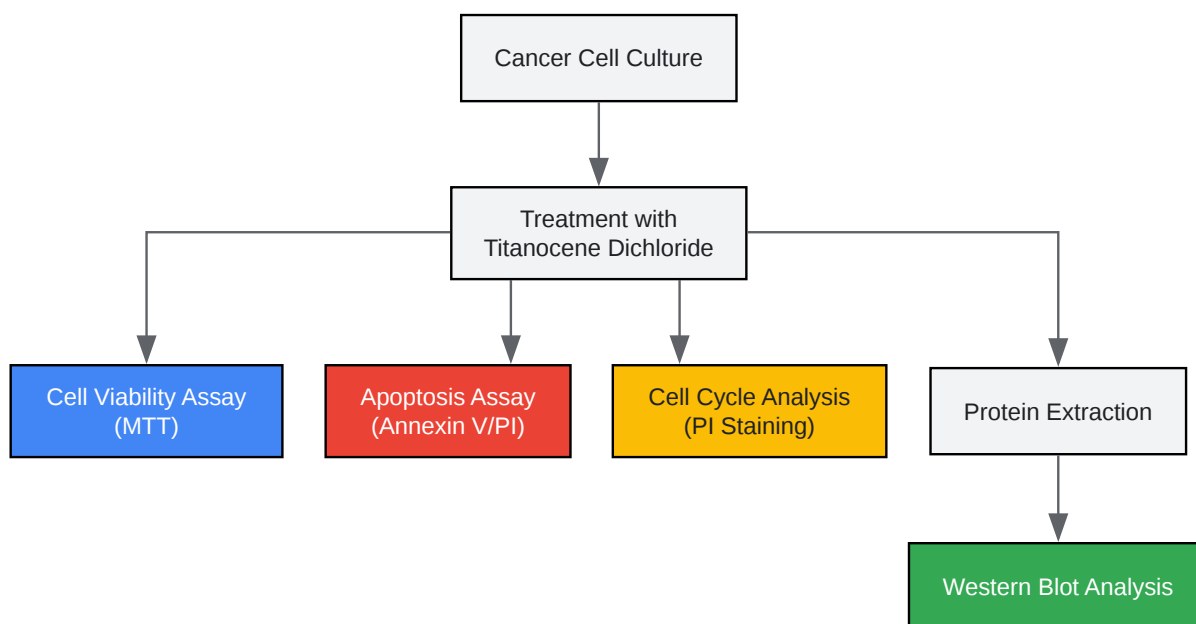 Cancer Cell Culture
Treatment with
Titanocene Dichloride
Cell Viability Assay
(MTT)
Apoptosis Assay
(Annexin V/PI)
Cell Cycle Analysis
(PI Staining)
Protein Extraction
Western Blot Analysis